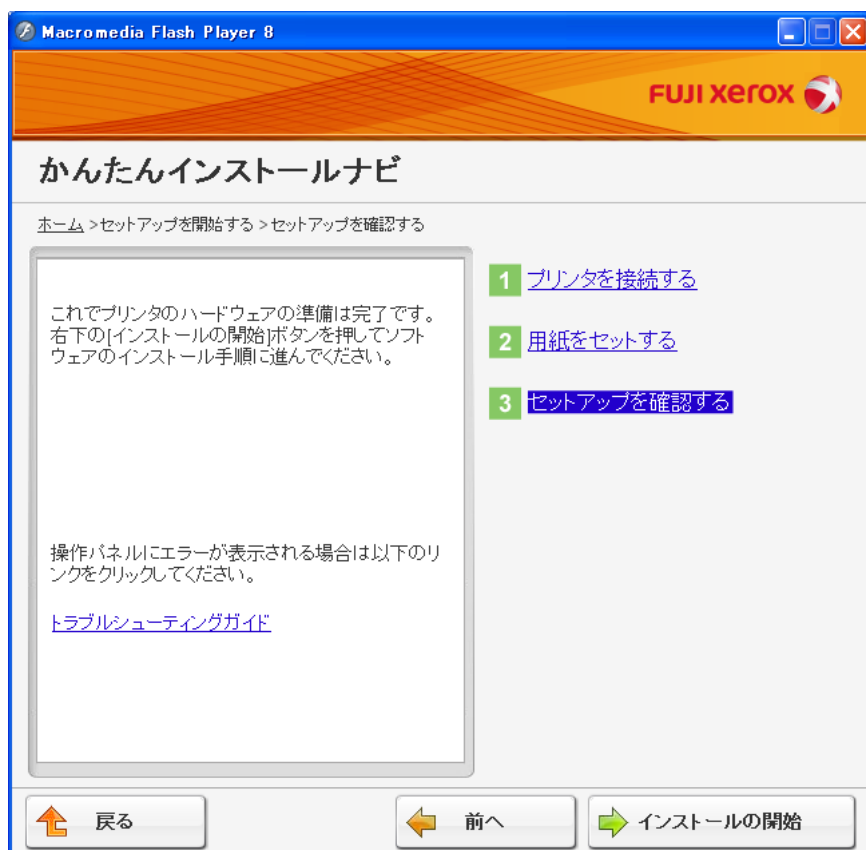 Macromedia Flash Player 8
FUJI xerox
かんたんインストールナビ
ホーム >セットアップを開始する >セットアップを確認する
これでプリンタのハードウェアの準備は完了です。
右下の[インストールの開始]ボタンを押してソフト
ウェアのインストール手順に進んでください。
操作パネルにエラーが表示される場合は以下のリ
ンクをクリックしてください。
トラブルシューティングガイド
1 プリンタを接続する
2 用紙をセットする
3 セットアップを確認する
戻る
前へ
インストールの開始